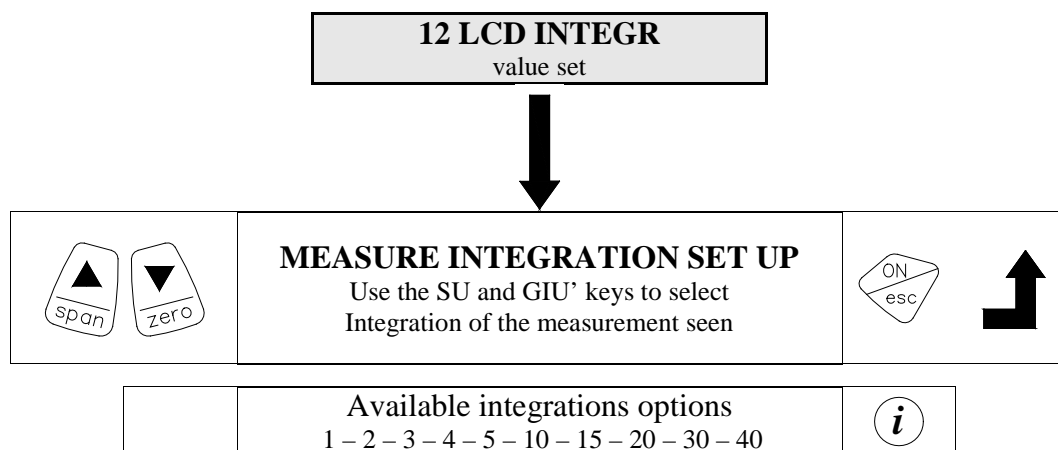 12 LCD INTEGR
value set
MEASURE INTEGRATION SET UP
Use the SU and GIU’ keys to select
Integration of the measurement seen
span
zero
ON
esc
Available integrations options
1 – 2 – 3 – 4 – 5 – 10 – 15 – 20 – 30 – 40
i